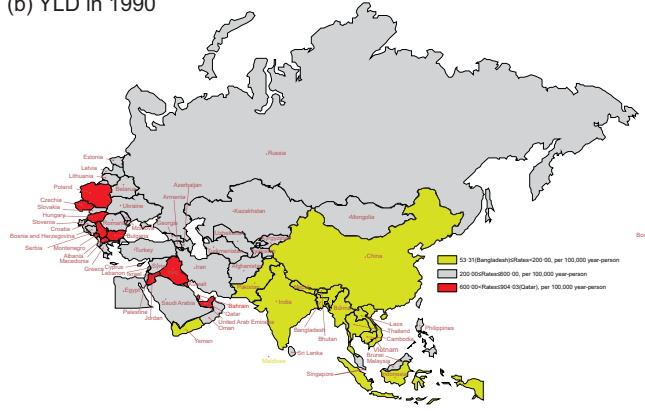 (b) YLD in 1990
Estonia
Latvia
Lithuania
Poland
Belarus
Czechia
Slovakia
Ukraine
Hungary
Slovenia
Romania
Croatia
Bosnia and Herzegovina
Bulgaria
Serbia
Montenegro
Albania
Macedonia
Greece
Azerbaijan
Armenia
Georgia
Russia
Kazakhstan
Mongolia
Uzbekistan
Turkmenistan
Turkey
Cyprus
Lebanon
Israel
Iran
Afghanistan
China
Egypt
Palestine
Jordan
Saudi Arabia
Kuwait
Pakistan
Bahrain
Qatar
United Arab Emirates
Oman
Yemen
India
Bangladesh
Bhutan
Sri Lanka
Maldives
Laos
Thailand
Cambodia
Vietnam
Brunei
Malaysia
Singapore
Indonesia
Philippines
53·31(Bangladesh)≤Rates<200·00, per 100,000 year-person
200·00≤Rates≤600·00, per 100,000 year-person
600·00<Rates≤904·03(Qatar), per 100,000 year-person